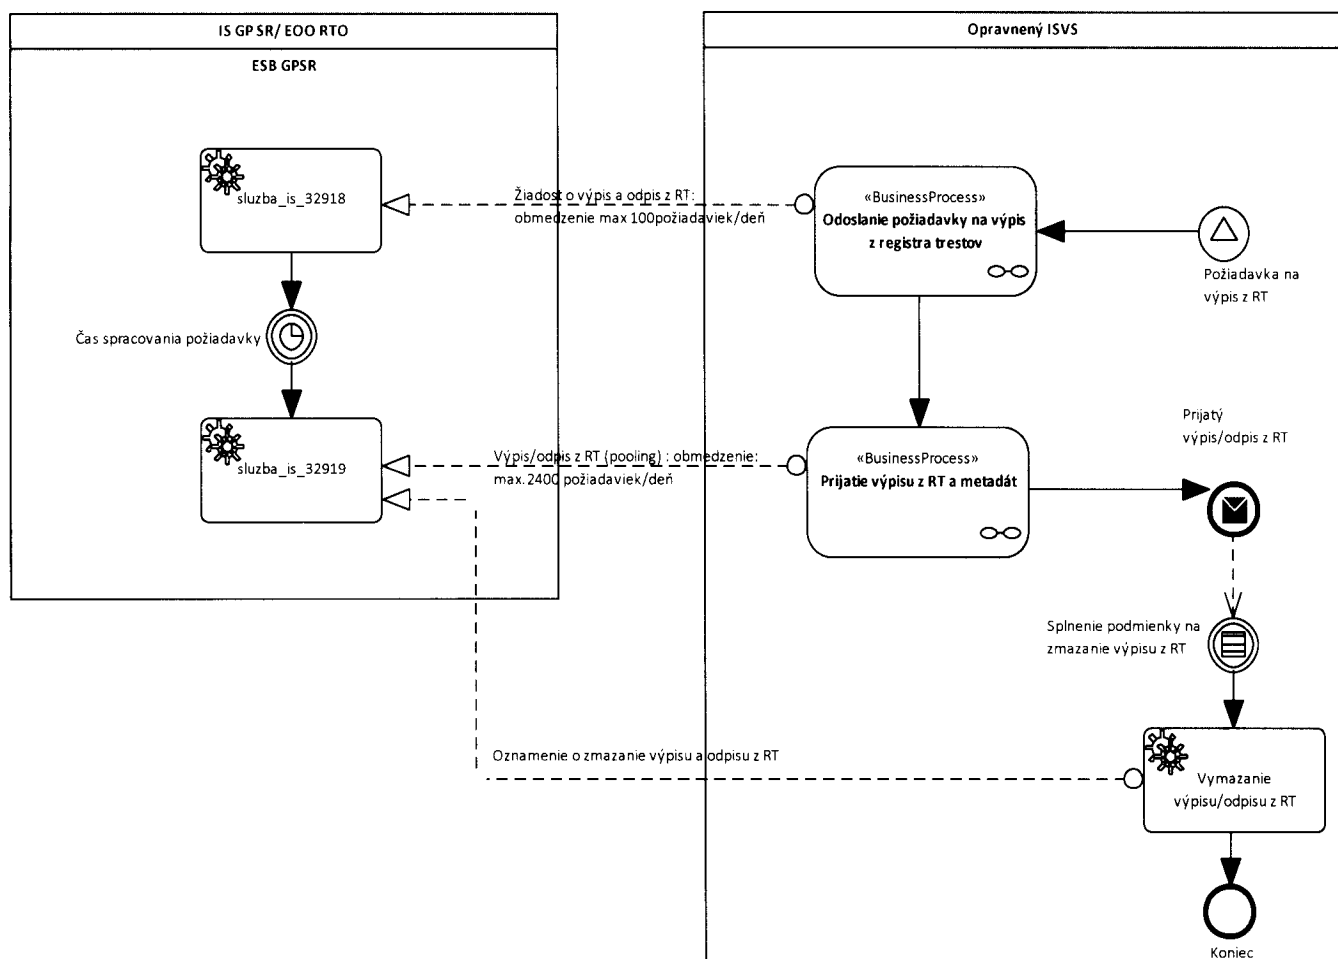 IS GPSR/ EOO RTO
Opravnený ISVS
ESB GPSR
sluzba_is_32918
Žiadost o výpis a odpis z RT:
obmedzenie max 100požiadaviek/deň
«BusinessProcess»
Odoslanie požiadavky na výpis
z registra trestov
Požiadavka na
výpis z RT
Čas spracovania požiadavky
sluzba_is_32919
Výpis/odpis z RT (pooling) : obmedzenie:
max.2400 požiadaviek/deň
«BusinessProcess»
Prijatie výpisu z RT a metadát
Prijatý
výpis/odpis z RT
Splnenie podmienky na
zmazanie výpisu z RT
Oznamenie o zmazanie výpisu a odpisu z RT
Vymazanie
výpisu/odpisu z RT
Koniec